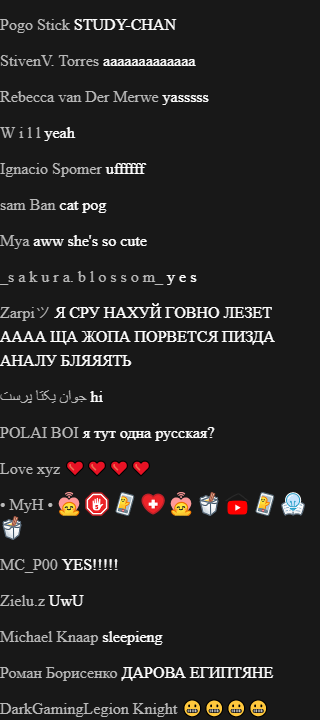 Pogo Stick STUDY-CHAN
StivenV. Torres aaaaaaaaaaaaa
Rebecca van Der Merwe yasssss
W i l l yeah
Ignacio Spomer uffffff
sam Ban cat pog
Mya aww she's so cute
_s a k u r a. b l o s s o m_ y e s
Zarpiツ Я СРУ НАХУЙ ГОВНО ЛЕЗЕТ
АААА ЩА ЖОПА ПОРВЕТСЯ ПИЗДА
АНАЛУ БЛЯЯЯТЬ
جوان یکتا پرست hi
POLAI BOI я тут одна русская?
Love xyz
• MyH •
MC_P00 YES!!!!!
Zielu.z UwU
Michael Knaap sleepieng
Роман Борисенко ДАРОВА ЕГИПТЯНЕ
DarkGamingLegion Knight